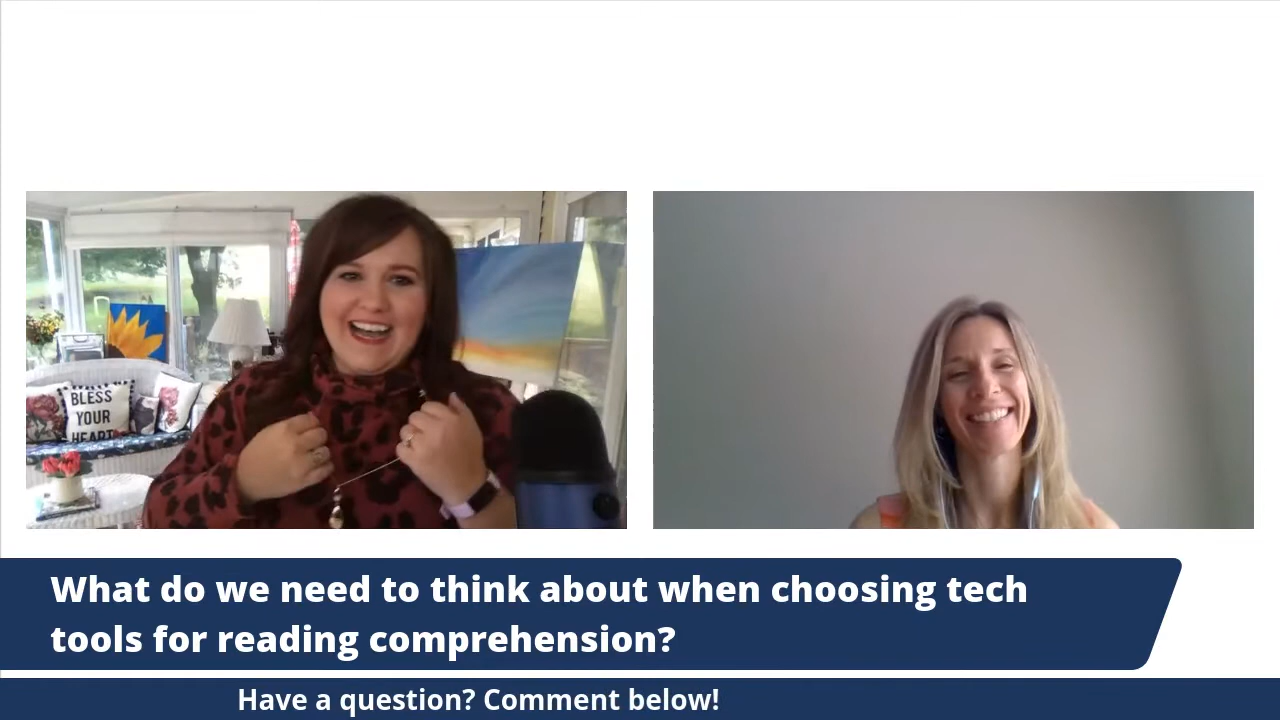 BLESS
YOUR
HEART
What do we need to think about when choosing tech
tools for reading comprehension?
Have a question? Comment below!